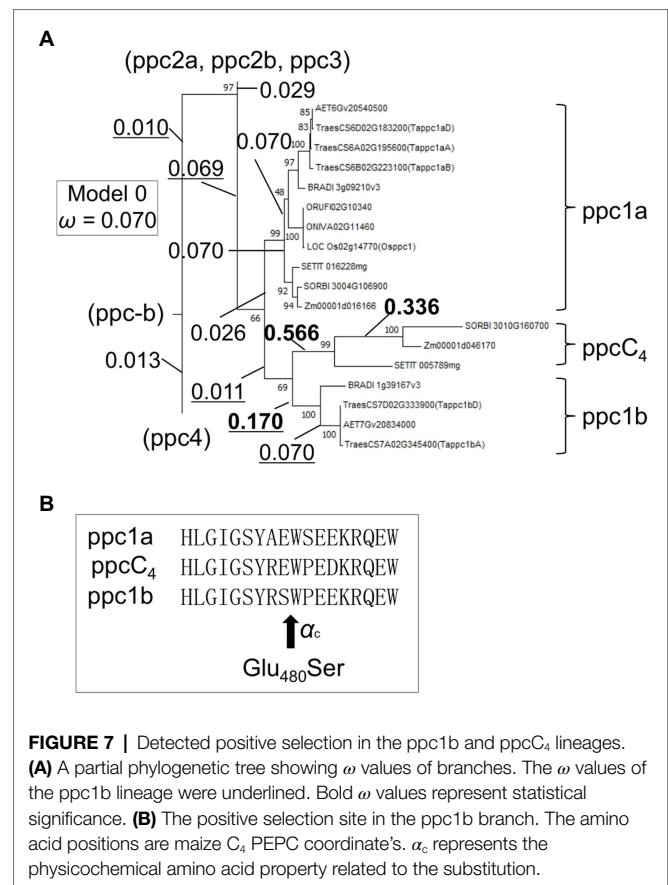 A
(ppc2a, ppc2b, ppc3)
97
0.029
0.010
0.069
0.070
Model 0
ω = 0.070
0.070
(ppc-b)
0.026
0.013
0.011
(ppc4)
66
99
48
97
100
83
85
100
92
94
AET6Gv20540500
TraesCS6D02G183200(Tappc1aD)
TraesCS6A02G195600(Tappc1aA)
TraesCS6B02G223100(Tappc1aB)
BRADI 3g09210v3
ORUFI02G10340
ONIVA02G11460
LOC Os02g14770(Osppc1)
SETIT 016228mg
SORBI 3004G106900
Zm00001d016166
ppc1a
0.566
0.336
99
100
SORBI 3010G160700
Zm00001d046170
SETIT 005789mg
ppcC₄
69
0.170
0.070
100
100
BRADI 1g39167v3
TraesCS7D02G333900(Tappc1bD)
AET7Gv20834000
TraesCS7A02G345400(Tappc1bA)
ppc1b
B
ppc1a HLGIGSYAEWSEEKRQEW
ppcC₄ HLGIGSYREWPEDKRQEW
ppc1b HLGIGSYRSWPEEKRQEW
αc
Glu₄₈₀Ser
FIGURE 7 | Detected positive selection in the ppc1b and ppcC₄ lineages.
(A) A partial phylogenetic tree showing ω values of branches. The ω values of
the ppc1b lineage were underlined. Bold ω values represent statistical
significance. (B) The positive selection site in the ppc1b branch. The amino
acid positions are maize C₄ PEPC coordinate's. αc represents the
physicochemical amino acid property related to the substitution.